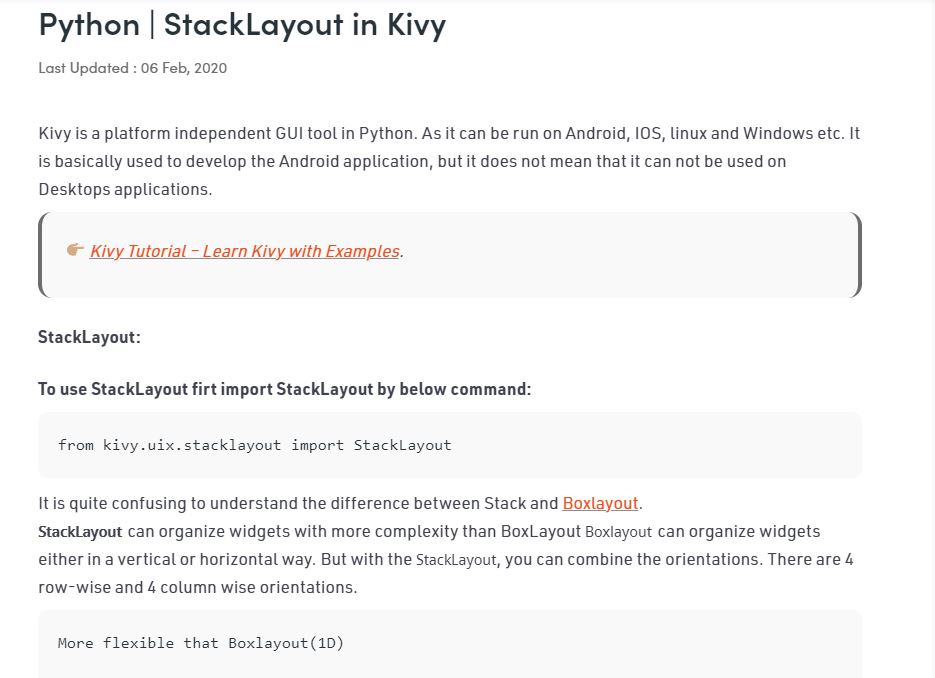 Python | StackLayout in Kivy
Last Updated : 06 Feb, 2020
Kivy is a platform independent GUI tool in Python. As it can be run on Android, IOS, linux and Windows etc. It
is basically used to develop the Android application, but it does not mean that it can not be used on
Desktops applications.
👉🏽 Kivy Tutorial – Learn Kivy with Examples.
StackLayout:
To use StackLayout firt import StackLayout by below command:
from kivy.uix.stacklayout import StackLayout
It is quite confusing to understand the difference between Stack and Boxlayout.
StackLayout can organize widgets with more complexity than BoxLayout Boxlayout can organize widgets
either in a vertical or horizontal way. But with the StackLayout, you can combine the orientations. There are 4
row-wise and 4 column wise orientations.
More flexible that Boxlayout(1D)